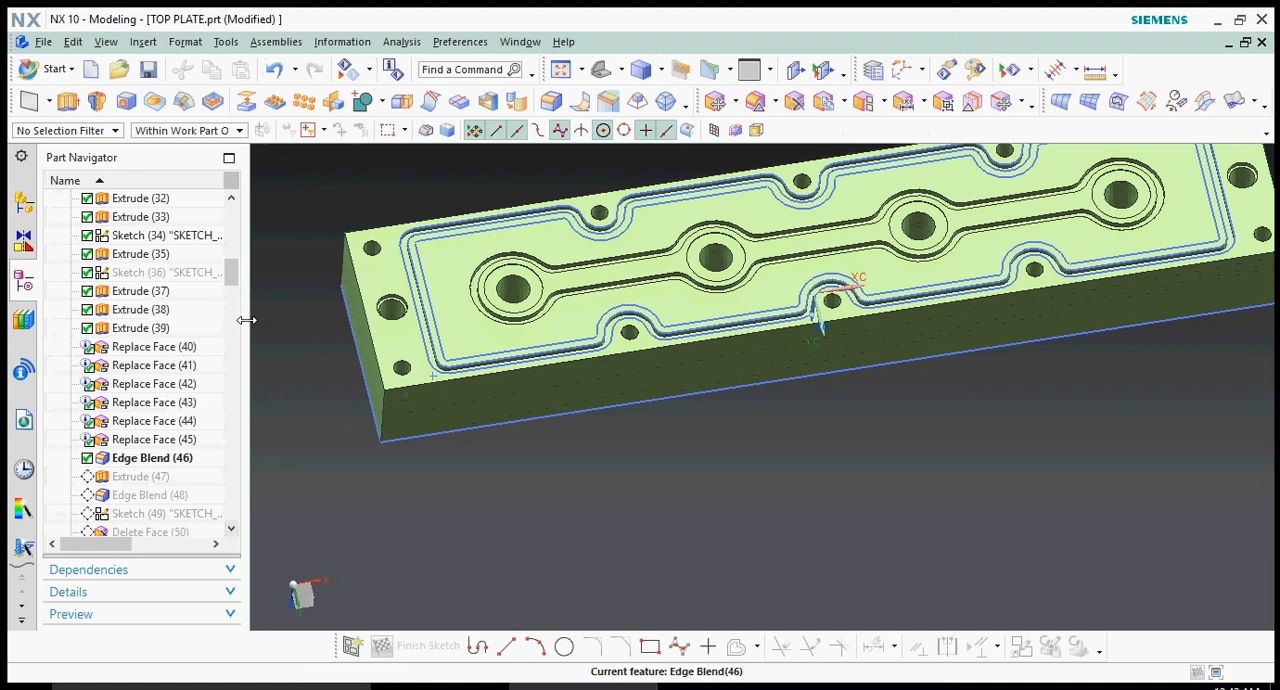 NX NX 10 - Modeling - [TOP PLATE.prt (Modified) ] SIEMENS
File Edit View Insert Format Tools Assemblies Information Analysis Preferences Window Help
Start Find a Command
No Selection Filter Within Work Part O
Part Navigator
Name
Extrude (32)
Extrude (33)
Sketch (34) "SKETCH_..
Extrude (35)
Sketch (36) "SKETCH_..
Extrude (37)
Extrude (38)
Extrude (39)
Replace Face (40)
Replace Face (41)
Replace Face (42)
Replace Face (43)
Replace Face (44)
Replace Face (45)
Edge Blend (46)
Extrude (47)
Edge Blend (48)
Sketch (49) "SKETCH_..
Delete Face (50)
Dependencies
Details
Preview
XC
YC
X
Finish Sketch
Current feature: Edge Blend(46)